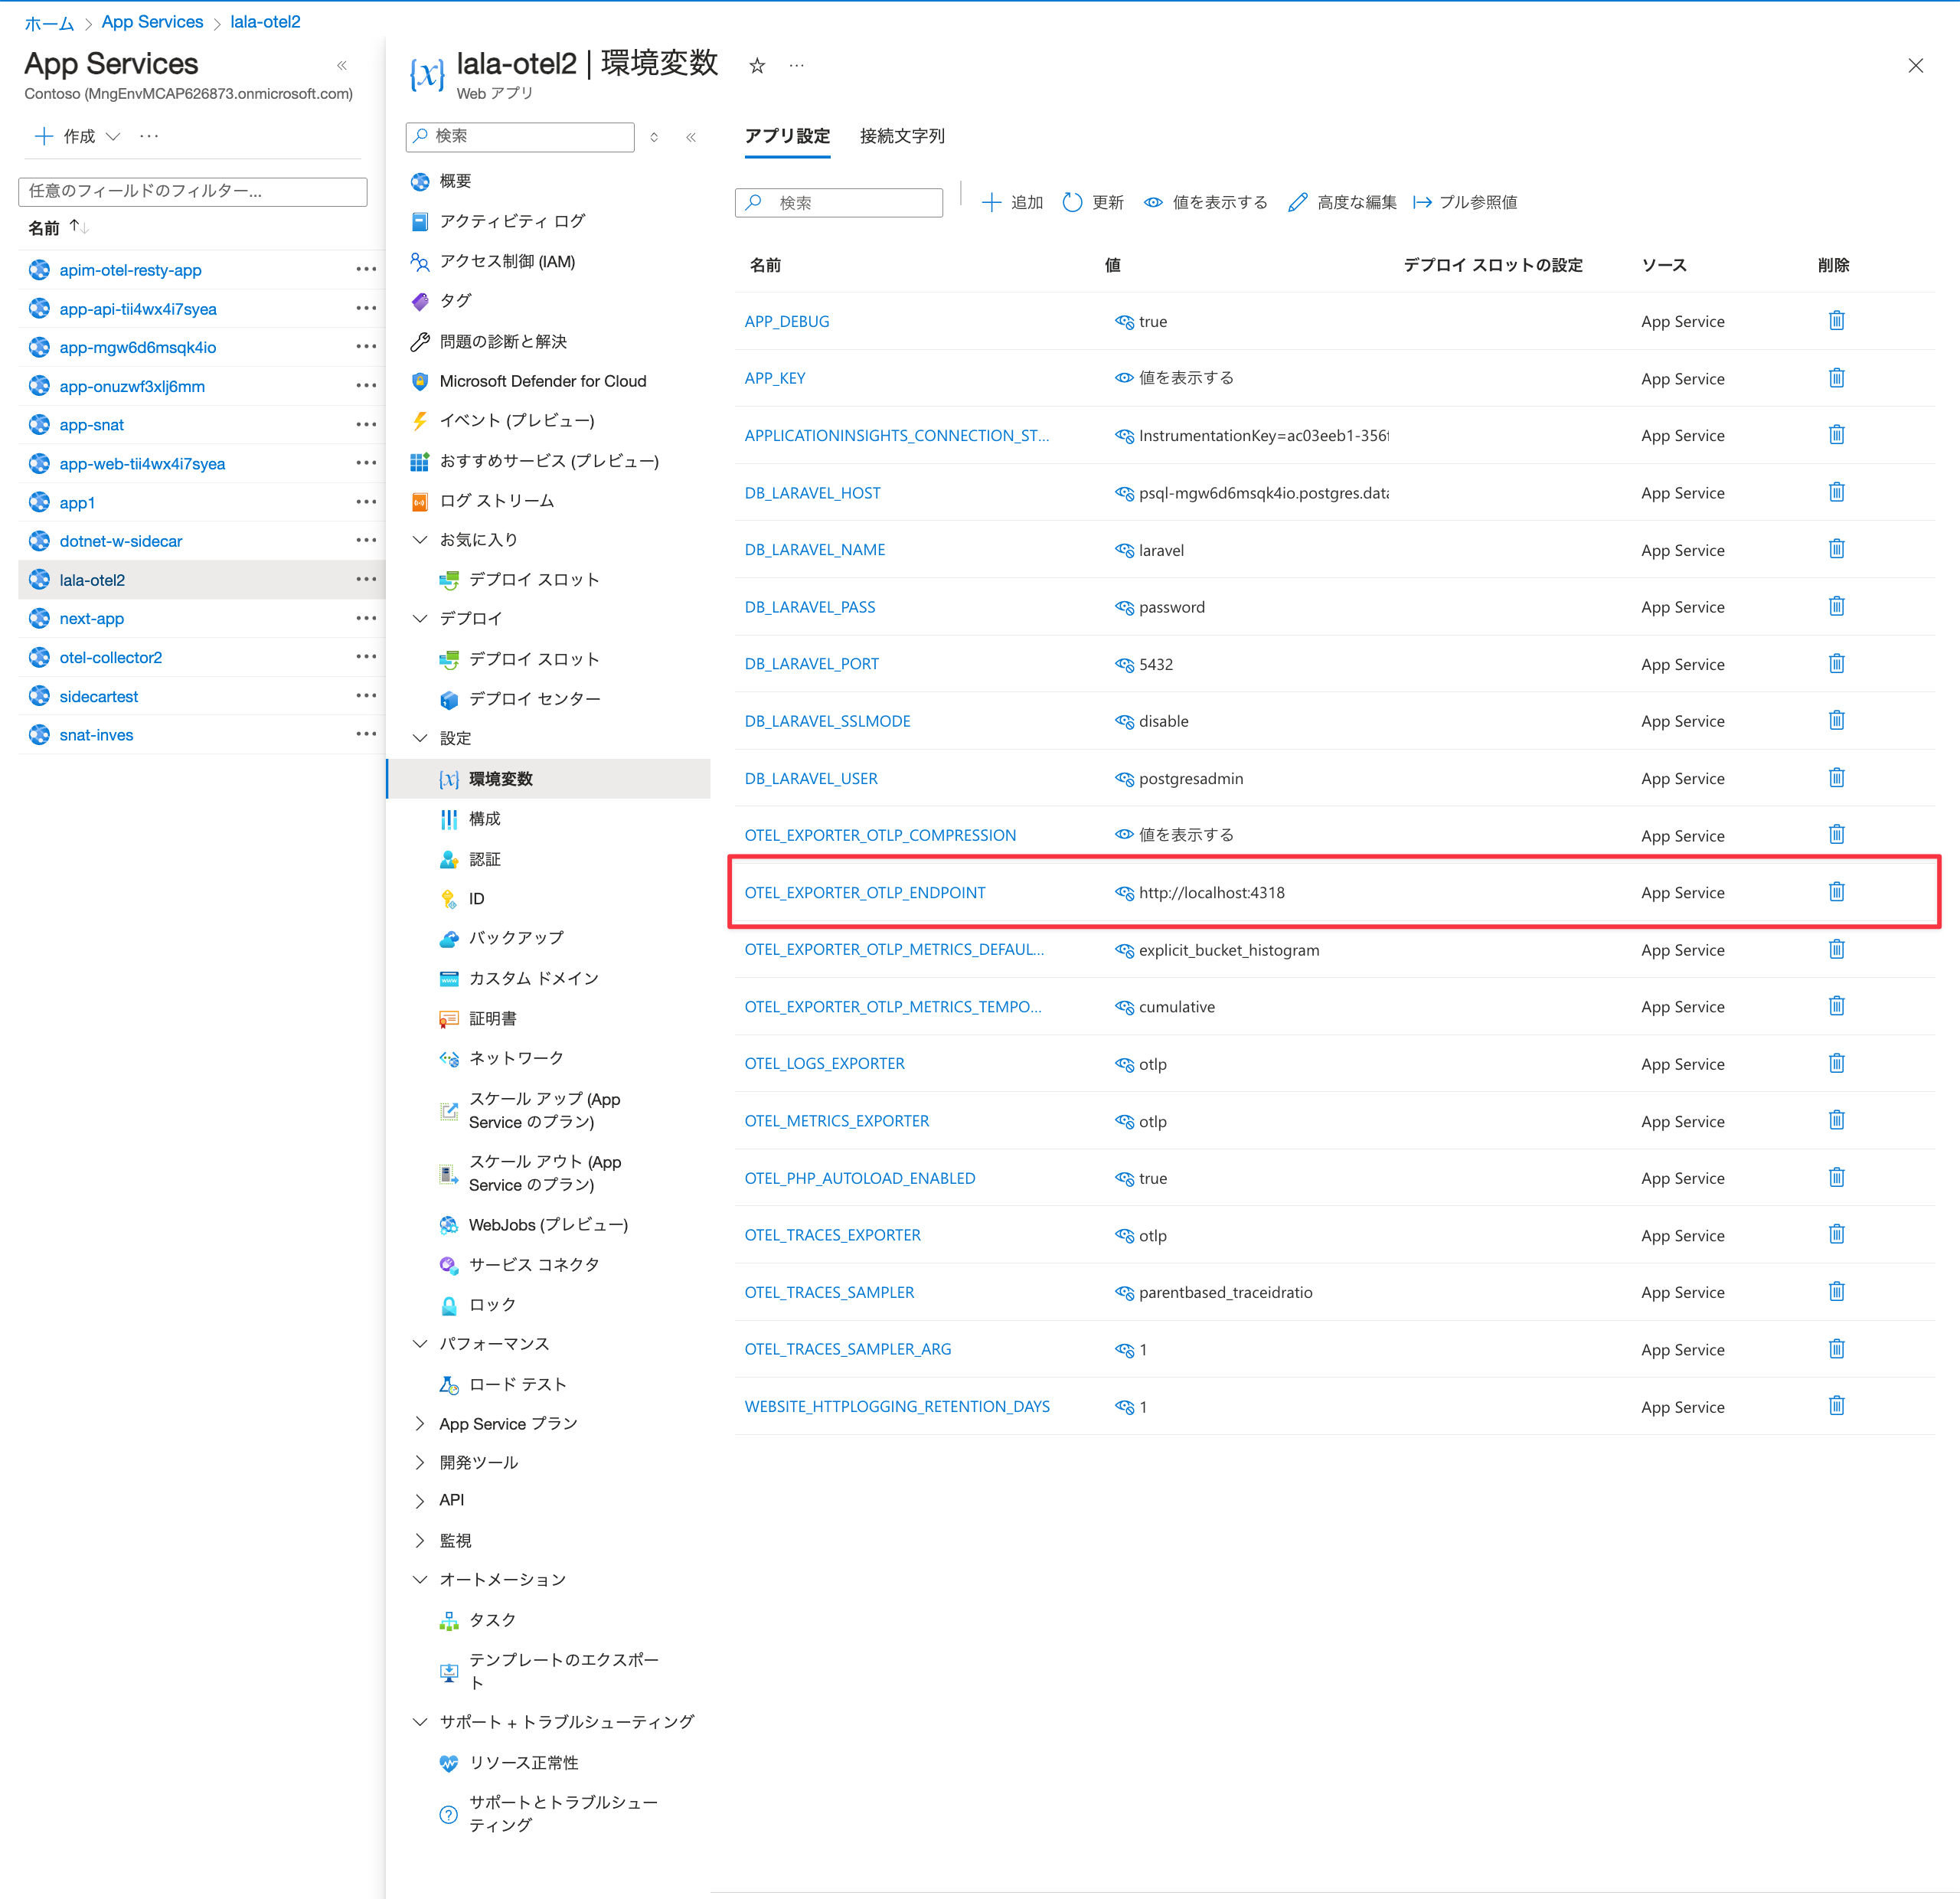 ホーム > App Services > lala-otel2
App Services
Contoso (MngEnvMCAP626873.onmicrosoft.com)
作成
任意のフィールドのフィルター...
名前
apim-otel-resty-app
app-api-tii4wx4i7syea
app-mgw6d6msqk4io
app-onuzwf3xlj6mm
app-snat
app-web-tii4wx4i7syea
app1
dotnet-w-sidecar
lala-otel2
next-app
otel-collector2
sidecartest
snat-inves
lala-otel2 | 環境変数
Web アプリ
検索
概要
アクティビティ ログ
アクセス制御 (IAM)
タグ
問題の診断と解決
Microsoft Defender for Cloud
イベント (プレビュー)
おすすめサービス (プレビュー)
ログ ストリーム
お気に入り
デプロイ スロット
デプロイ
デプロイ スロット
デプロイ センター
設定
環境変数
構成
認証
ID
バックアップ
カスタム ドメイン
証明書
ネットワーク
スケール アップ (App
Service のプラン)
スケール アウト (App
Service のプラン)
WebJobs (プレビュー)
サービス コネクタ
ロック
パフォーマンス
ロード テスト
App Service プラン
開発ツール
API
監視
オートメーション
タスク
テンプレートのエクスポー
ト
サポート + トラブルシューティング
リソース正常性
サポートとトラブルシュー
ティング
アプリ設定 接続文字列
検索 追加 更新 値を表示する 高度な編集 プル参照値
名前 値 デプロイ スロットの設定 ソース 削除
APP_DEBUG true App Service
APP_KEY 値を表示する App Service
APPLICATIONINSIGHTS_CONNECTION_ST... InstrumentationKey=ac03eeb1-356f App Service
DB_LARAVEL_HOST psql-mgw6d6msqk4io.postgres.data App Service
DB_LARAVEL_NAME laravel App Service
DB_LARAVEL_PASS password App Service
DB_LARAVEL_PORT 5432 App Service
DB_LARAVEL_SSLMODE disable App Service
DB_LARAVEL_USER postgresadmin App Service
OTEL_EXPORTER_OTLP_COMPRESSION 値を表示する App Service
OTEL_EXPORTER_OTLP_ENDPOINT http://localhost:4318 App Service
OTEL_EXPORTER_OTLP_METRICS_DEFAUL... explicit_bucket_histogram App Service
OTEL_EXPORTER_OTLP_METRICS_TEMPO... cumulative App Service
OTEL_LOGS_EXPORTER otlp App Service
OTEL_METRICS_EXPORTER otlp App Service
OTEL_PHP_AUTOLOAD_ENABLED true App Service
OTEL_TRACES_EXPORTER otlp App Service
OTEL_TRACES_SAMPLER parentbased_traceidratio App Service
OTEL_TRACES_SAMPLER_ARG 1 App Service
WEBSITE_HTTPLOGGING_RETENTION_DAYS 1 App Service